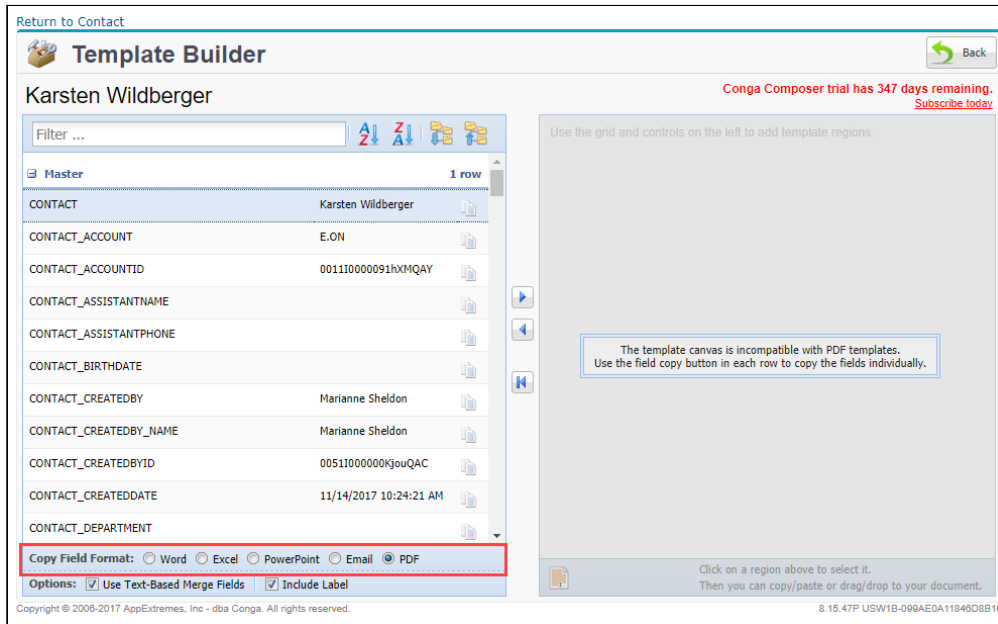 Return to Contact
Template Builder
Back
Karsten Wildberger
Conga Composer trial has 347 days remaining.
Subscribe today
Filter ...
A Z
Z A
Use the grid and controls on the left to add template regions.
Master 1 row
CONTACT Karsten Wildberger
CONTACT_ACCOUNT E.ON
CONTACT_ACCOUNTID 0011I0000091hXMQAY
CONTACT_ASSISTANTNAME
CONTACT_ASSISTANTPHONE
CONTACT_BIRTHDATE
CONTACT_CREATEDBY Marianne Sheldon
CONTACT_CREATEDBY_NAME Marianne Sheldon
CONTACT_CREATEDBYID 0051I000000KjouQAC
CONTACT_CREATEDDATE 11/14/2017 10:24:21 AM
CONTACT_DEPARTMENT
The template canvas is incompatible with PDF templates.
Use the field copy button in each row to copy the fields individually.
Copy Field Format: Word Excel PowerPoint Email PDF
Options: Use Text-Based Merge Fields Include Label
Click on a region above to select it.
Then you can copy/paste or drag/drop to your document.
Copyright © 2006-2017 AppExtremes, Inc - dba Conga. All rights reserved.
8.15.47P USW1B-099AE0A11846D8B16